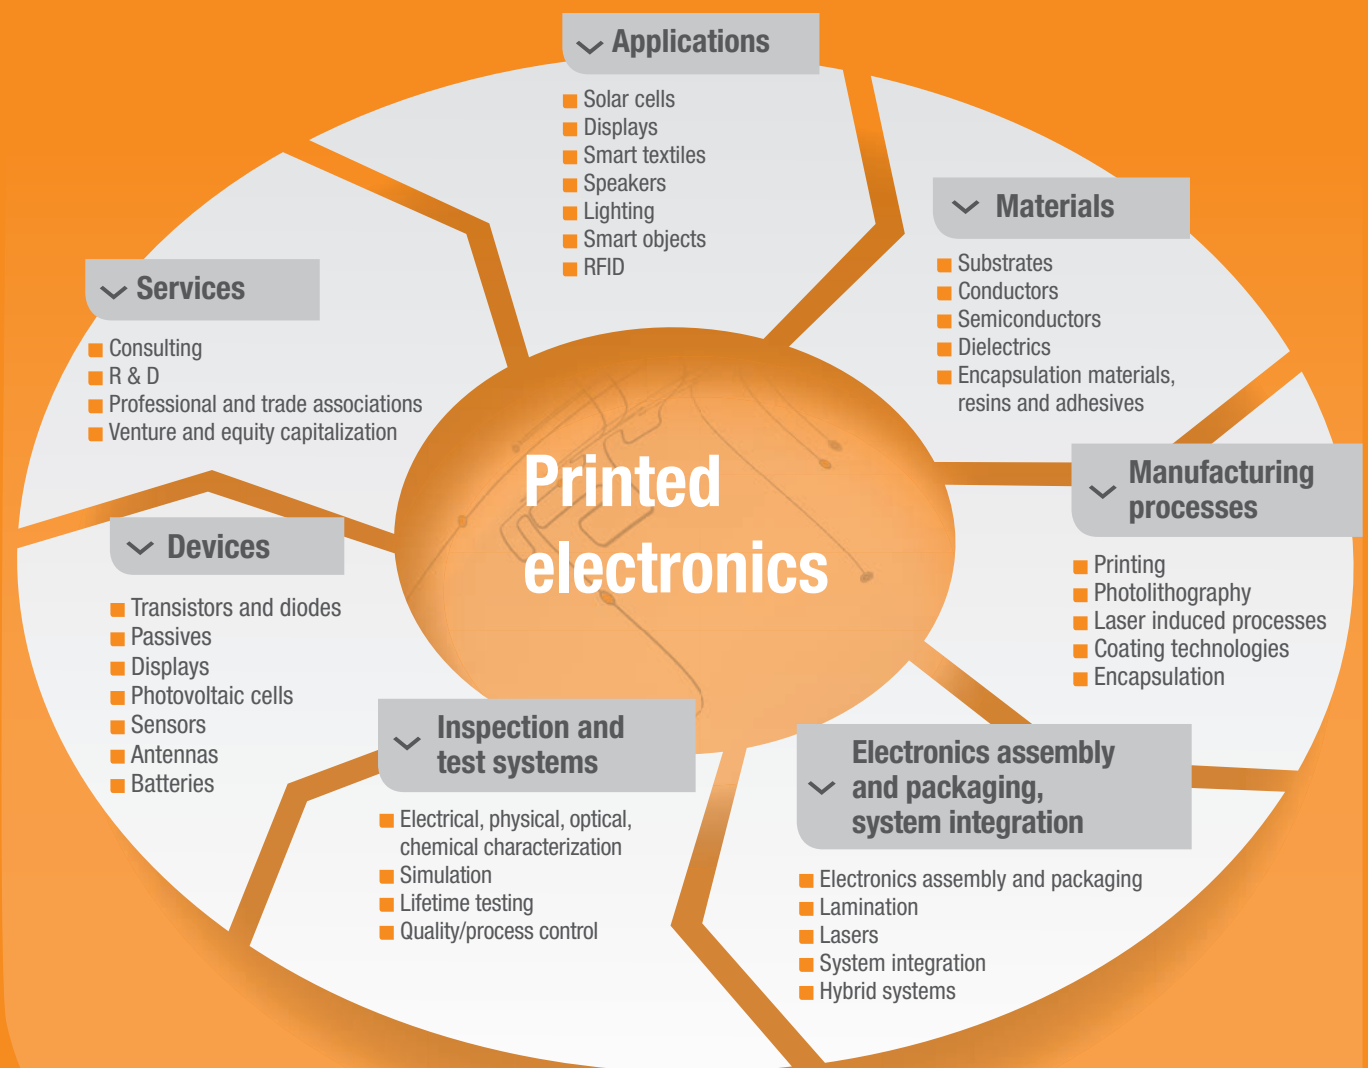 Applications
Solar cells
Displays
Smart textiles
Speakers
Lighting
Smart objects
RFID
Materials
Substrates
Conductors
Semiconductors
Dielectrics
Encapsulation materials,
resins and adhesives
Services
Consulting
R & D
Professional and trade associations
Venture and equity capitalization
Printed
electronics
Manufacturing
processes
Printing
Photolithography
Laser induced processes
Coating technologies
Encapsulation
Devices
Transistors and diodes
Passives
Displays
Photovoltaic cells
Sensors
Antennas
Batteries
Inspection and
test systems
Electrical, physical, optical,
chemical characterization
Simulation
Lifetime testing
Quality/process control
Electronics assembly
and packaging,
system integration
Electronics assembly and packaging
Lamination
Lasers
System integration
Hybrid systems